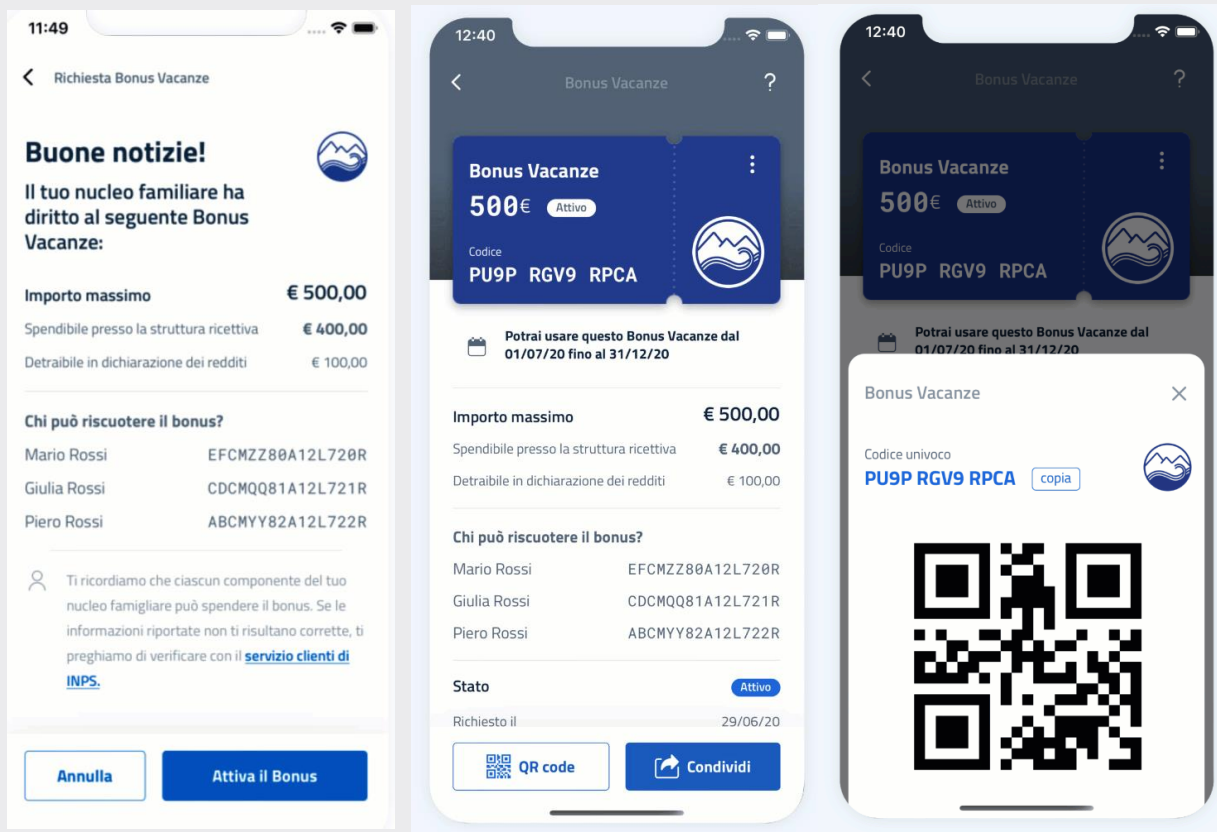 11:49
Richiesta Bonus Vacanze
Buone notizie!
Il tuo nucleo familiare ha
diritto al seguente Bonus
Vacanze:
Importo massimo € 500,00
Spendibile presso la struttura ricettiva € 400,00
Detraibile in dichiarazione dei redditi € 100,00
Chi può riscuotere il bonus?
Mario Rossi EFCMZZ80A12L720R
Giulia Rossi CDCMQQ81A12L721R
Piero Rossi ABCMYY82A12L722R
Ti ricordiamo che ciascun componente del tuo
nucleo famigliare può spendere il bonus. Se le
informazioni riportate non ti risultano corrette, ti
preghiamo di verificare con il servizio clienti di
INPS.
Annulla Attiva il Bonus
12:40
Bonus Vacanze ?
Bonus Vacanze
500€ Attivo
Codice
PU9P RGV9 RPCA
Potrai usare questo Bonus Vacanze dal
01/07/20 fino al 31/12/20
Importo massimo € 500,00
Spendibile presso la struttura ricettiva € 400,00
Detraibile in dichiarazione dei redditi € 100,00
Chi può riscuotere il bonus?
Mario Rossi EFCMZZ80A12L720R
Giulia Rossi CDCMQQ81A12L721R
Piero Rossi ABCMYY82A12L722R
Stato Attivo
Richiesto il 29/06/20
QR code Condividi
12:40
Bonus Vacanze ?
Bonus Vacanze
500€ Attivo
Codice
PU9P RGV9 RPCA
Potrai usare questo Bonus Vacanze dal
01/07/20 fino al 31/12/20
Bonus Vacanze
Codice univoco
PU9P RGV9 RPCA copia